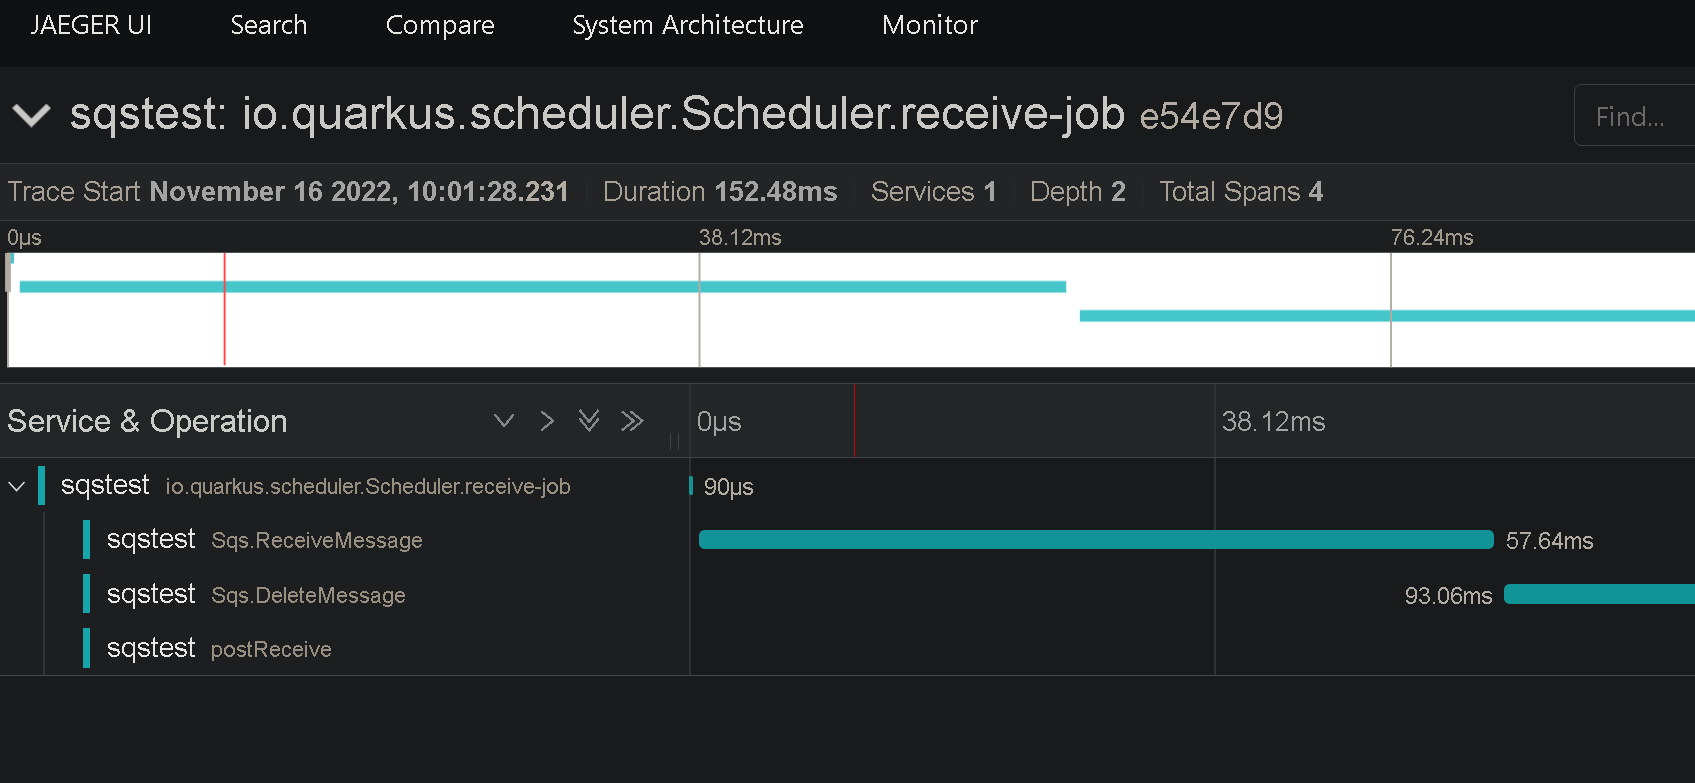 JAEGER UI Search Compare System Architecture Monitor
sqstest: io.quarkus.scheduler.Scheduler.receive-job e54e7d9 Find...
Trace Start November 16 2022, 10:01:28.231 Duration 152.48ms Services 1 Depth 2 Total Spans 4
0μs 38.12ms 76.24ms
Service & Operation 0μs 38.12ms
sqstest io.quarkus.scheduler.Scheduler.receive-job 90μs
sqstest Sqs.ReceiveMessage 57.64ms
sqstest Sqs.DeleteMessage 93.06ms
sqstest postReceive